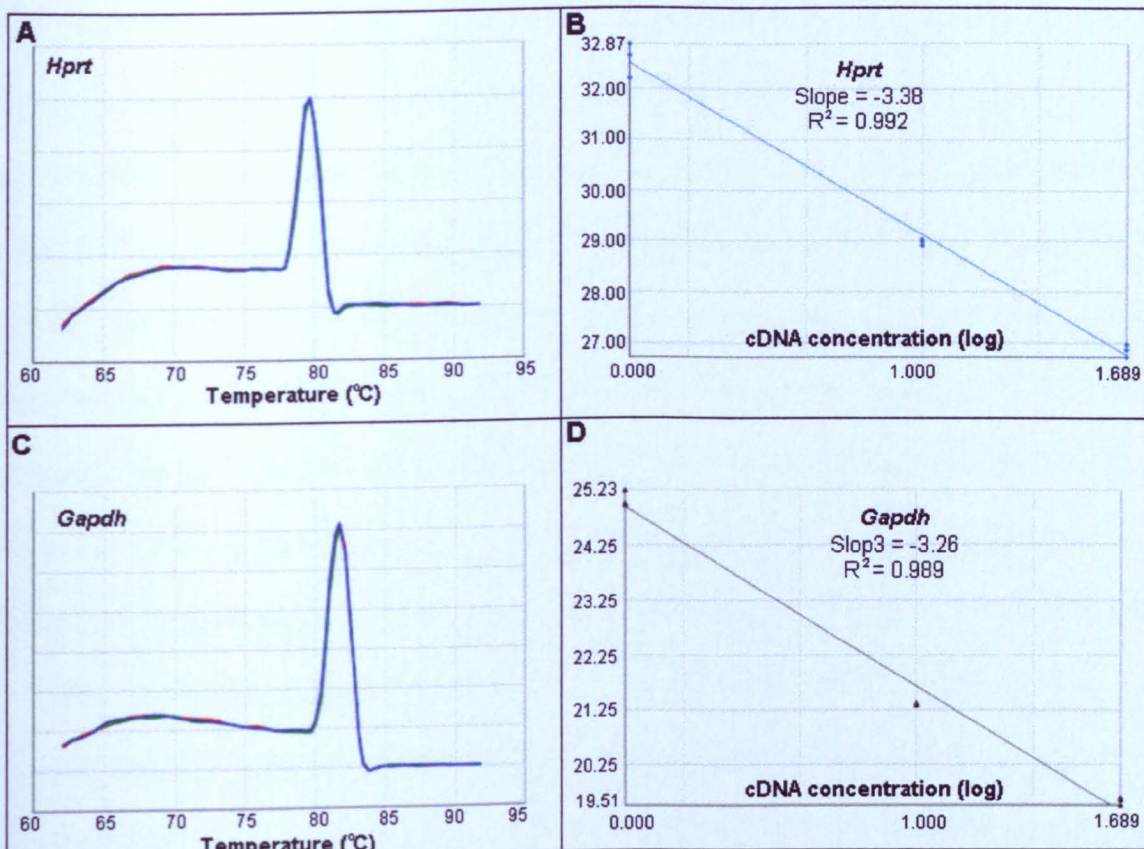 A
Hprt
60 65 70 75 80 85 90 95
Temperature (°C)
B
32.87
32.00
31.00
30.00
29.00
28.00
27.00
Hprt
Slope = -3.38
R² = 0.992
cDNA concentration (log)
0.0000 1.000 1.689
C
Gapdh
60 65 70 75 80 85 90 95
Temperature (°C)
D
25.23
24.25
23.25
22.25
21.25
20.25
19.51
Gapdh
Slop3 = -3.26
R² = 0.989
cDNA concentration (log)
0.000 1.000 1.689